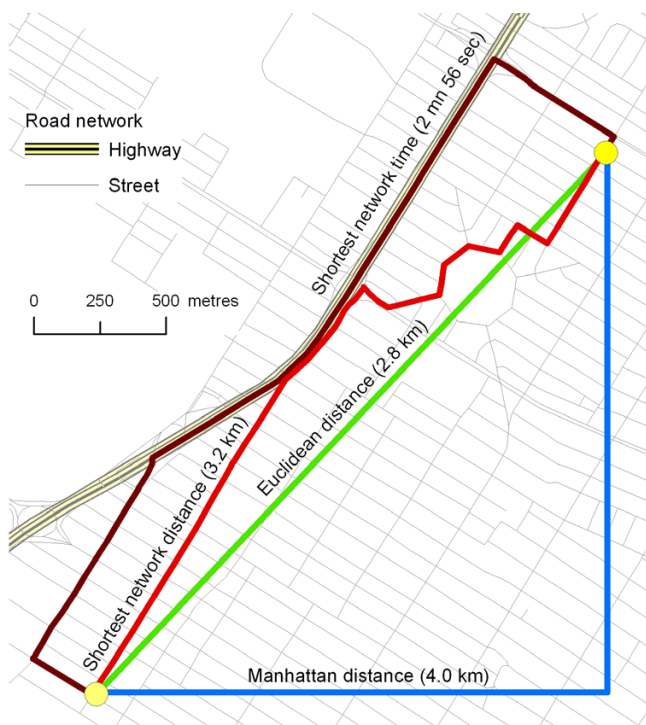 Road network
Highway
Street
0 250 500 metres
Shortest network time (2 mn 56 sec)
Euclidean distance (2.8 km)
Shortest network distance (3.2 km)
Manhattan distance (4.0 km)